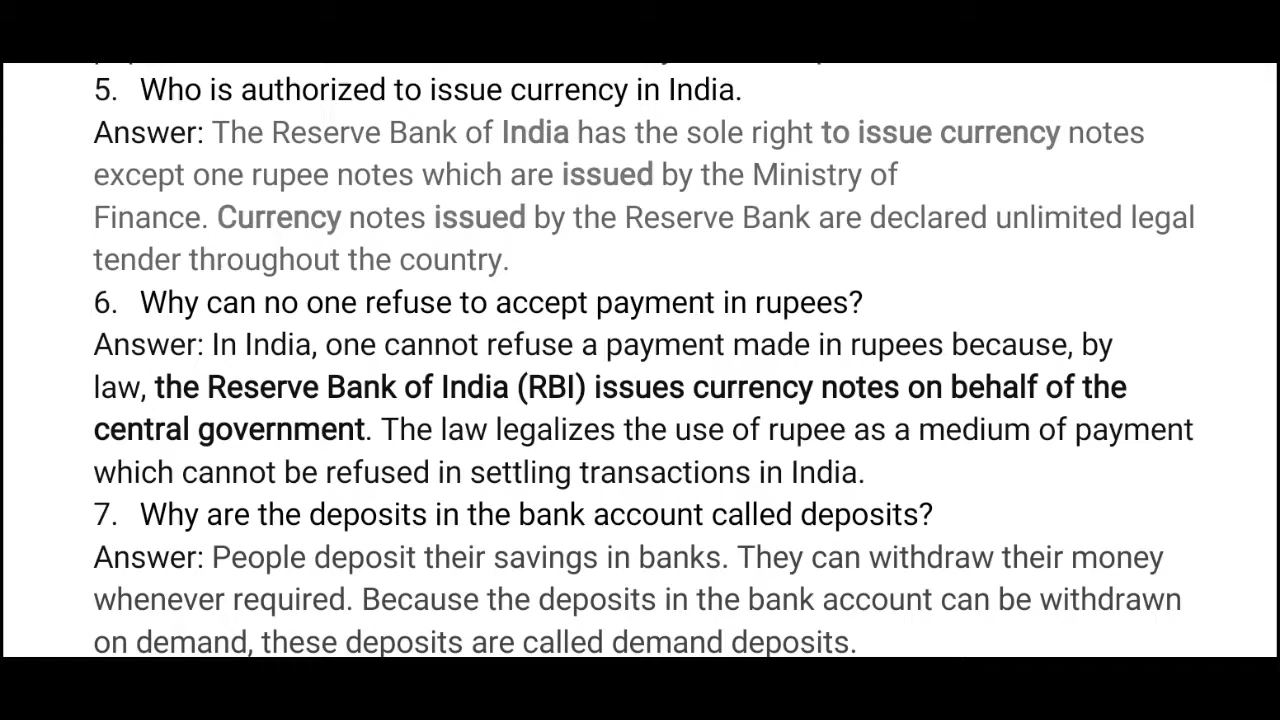 5. Who is authorized to issue currency in India.
Answer: The Reserve Bank of India has the sole right to issue currency notes
except one rupee notes which are issued by the Ministry of
Finance. Currency notes issued by the Reserve Bank are declared unlimited legal
tender throughout the country.
6. Why can no one refuse to accept payment in rupees?
Answer: In India, one cannot refuse a payment made in rupees because, by
law, the Reserve Bank of India (RBI) issues currency notes on behalf of the
central government. The law legalizes the use of rupee as a medium of payment
which cannot be refused in settling transactions in India.
7. Why are the deposits in the bank account called deposits?
Answer: People deposit their savings in banks. They can withdraw their money
whenever required. Because the deposits in the bank account can be withdrawn
on demand, these deposits are called demand deposits.